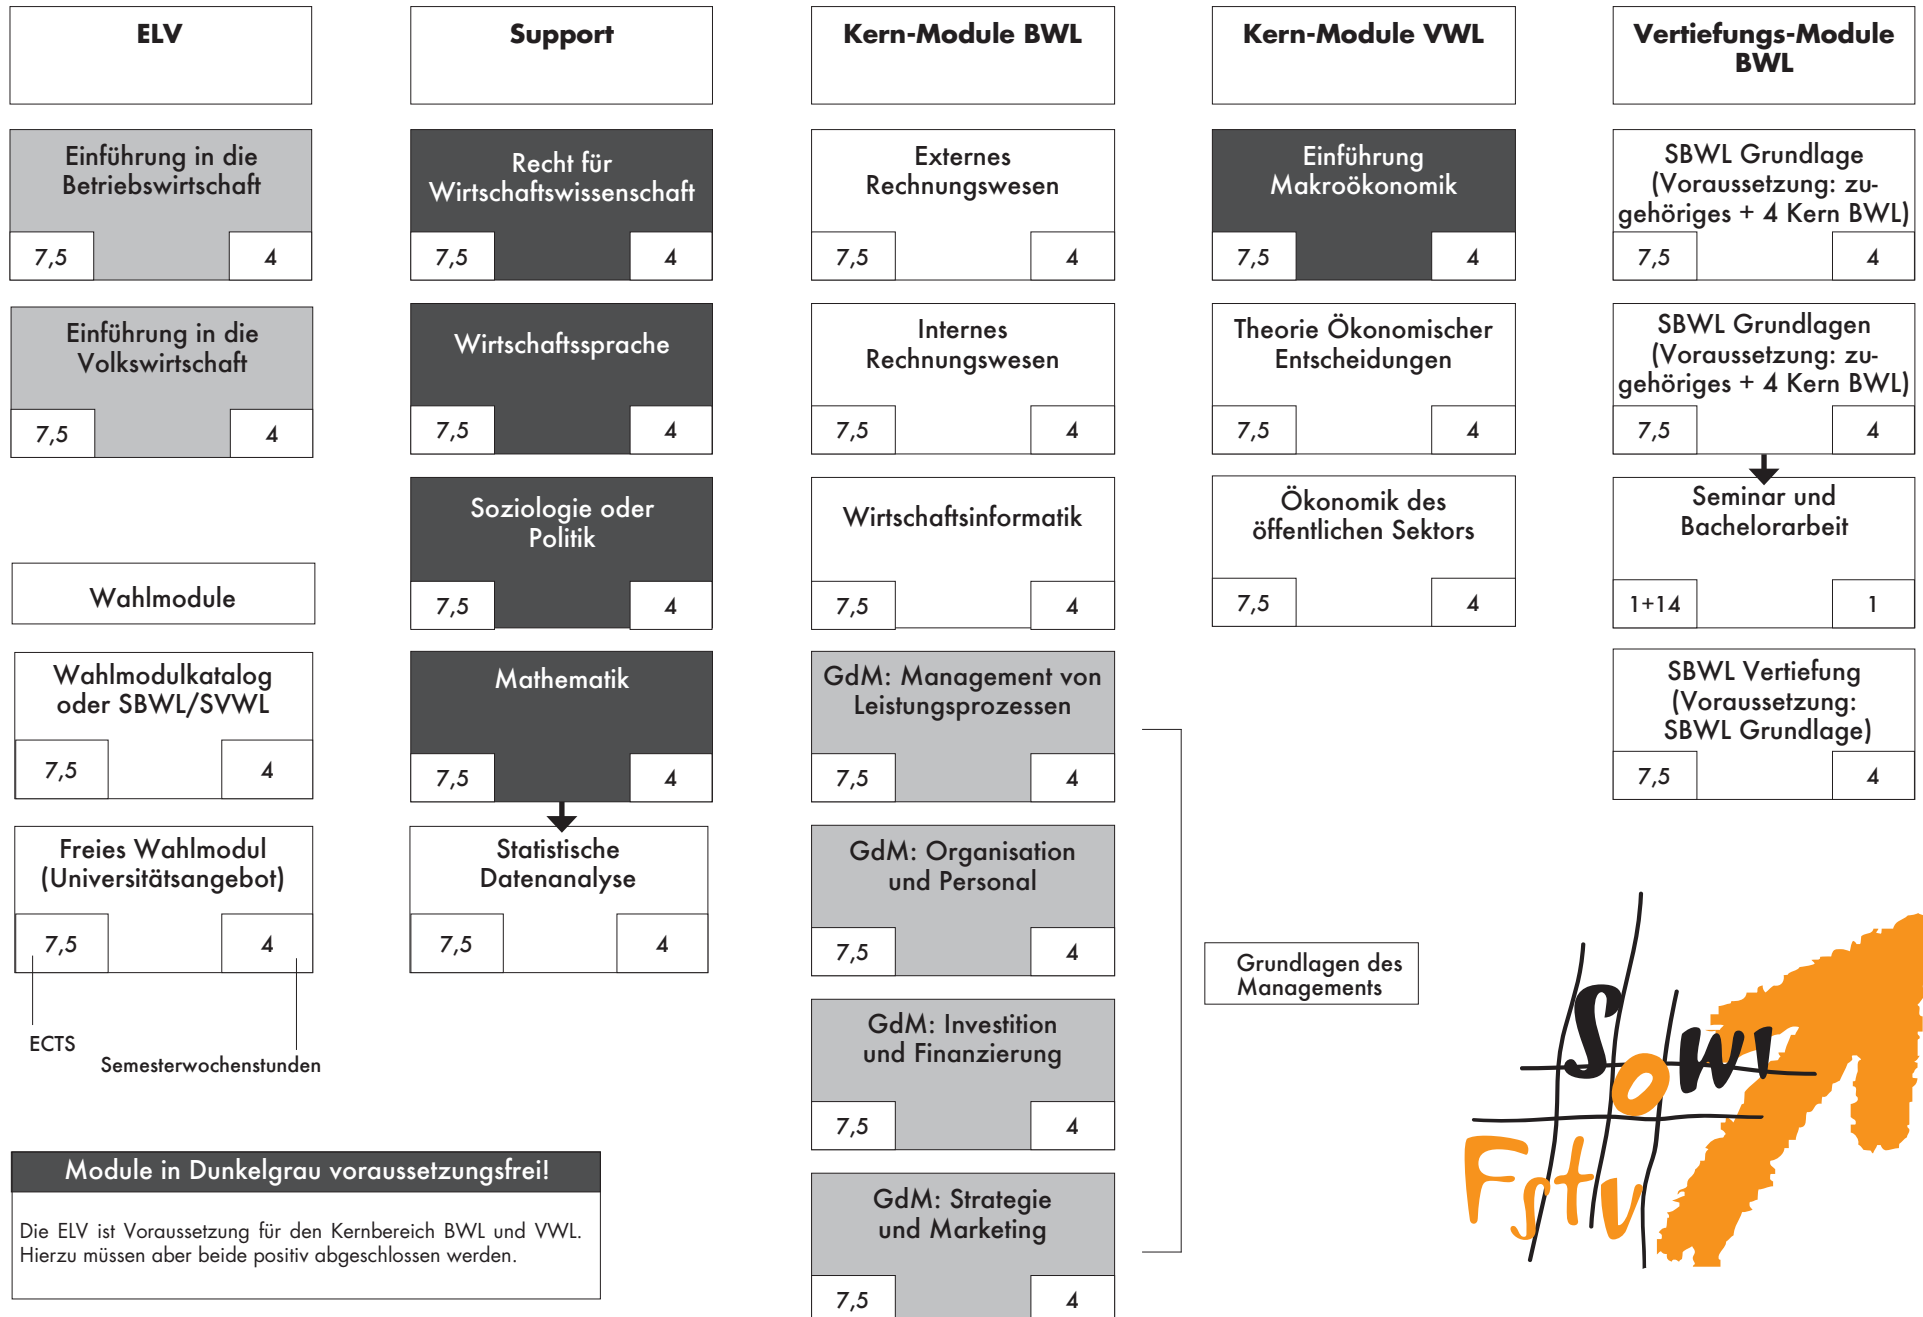 ELV
Einführung in die
Betriebswirtschaft
7,5
4
Einführung in die
Volkswirtschaft
7,5
4
Wahlmodule
Wahlmodulkatalog
oder SBWL/SVWL
7,5
4
Freies Wahlmodul
(Universitätsangebot)
7,5
4
ECTS
Semesterwochenstunden
Module in Dunkelgrau voraussetzungsfrei!
Die ELV ist Voraussetzung für den Kernbereich BWL und VWL.
Hierzu müssen aber beide positiv abgeschlossen werden.
Support
Recht für
Wirtschaftswissenschaft
7,5
4
Wirtschaftssprache
7,5
4
Soziologie oder
Politik
7,5
4
Mathematik
7,5
4
Statistische
Datenanalyse
7,5
4
Kern-Module BWL
Externes
Rechnungswesen
7,5
4
Internes
Rechnungswesen
7,5
4
Wirtschaftsinformatik
7,5
4
GdM: Management von
Leistungsprozessen
7,5
4
GdM: Organisation
und Personal
7,5
4
GdM: Investition
und Finanzierung
7,5
4
GdM: Strategie
und Marketing
7,5
4
Kern-Module VWL
Einführung
Makroökonomik
7,5
4
Theorie Ökonomischer
Entscheidungen
7,5
4
Ökonomik des
öffentlichen Sektors
7,5
4
Grundlagen des
Managements
Vertiefungs-Module
BWL
SBWL Grundlage
(Voraussetzung: zu-
gehöriges + 4 Kern BWL)
7,5
4
SBWL Grundlagen
(Voraussetzung: zu-
gehöriges + 4 Kern BWL)
7,5
4
Seminar und
Bachelorarbeit
1+14
1
SBWL Vertiefung
(Voraussetzung:
SBWL Grundlage)
7,5
4
SoWi
Fstv